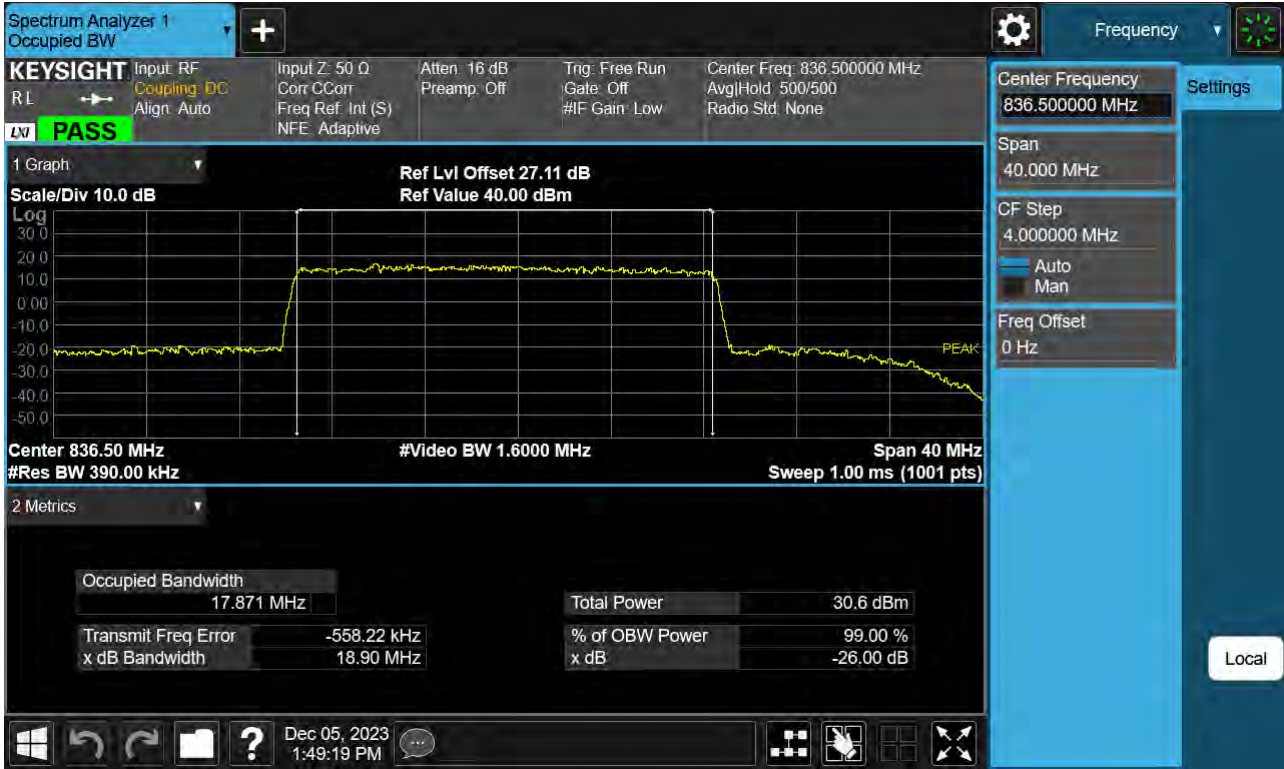 Spectrum Analyzer 1
Occupied BW
Frequency
KEYSIGHT
R L
LXI
PASS
Input: RF
Coupling: DC
Align: Auto
Input Z: 50 Ω
Corr CCorr
Freq Ref: Int (S)
NFE: Adaptive
Atten: 16 dB
Preamp: Off
Trig: Free Run
Gate: Off
#IF Gain: Low
Center Freq: 836.500000 MHz
Avg|Hold: 500/500
Radio Std: None
Center Frequency
836.500000 MHz
Settings
Span
40.000 MHz
CF Step
4.000000 MHz
Auto
Man
Freq Offset
0 Hz
1 Graph
Scale/Div 10.0 dB
Ref Lvl Offset 27.11 dB
Ref Value 40.00 dBm
Log
30.0
20.0
10.0
0.00
-10.0
-20.0
-30.0
-40.0
-50.0
PEAK
Center 836.50 MHz
#Video BW 1.6000 MHz
Span 40 MHz
#Res BW 390.00 kHz
Sweep 1.00 ms (1001 pts)
2 Metrics
Occupied Bandwidth
17.871 MHz
Total Power 30.6 dBm
Transmit Freq Error -558.22 kHz
% of OBW Power 99.00 %
x dB Bandwidth 18.90 MHz
x dB -26.00 dB
Local
?
Dec 05, 2023
1:49:19 PM